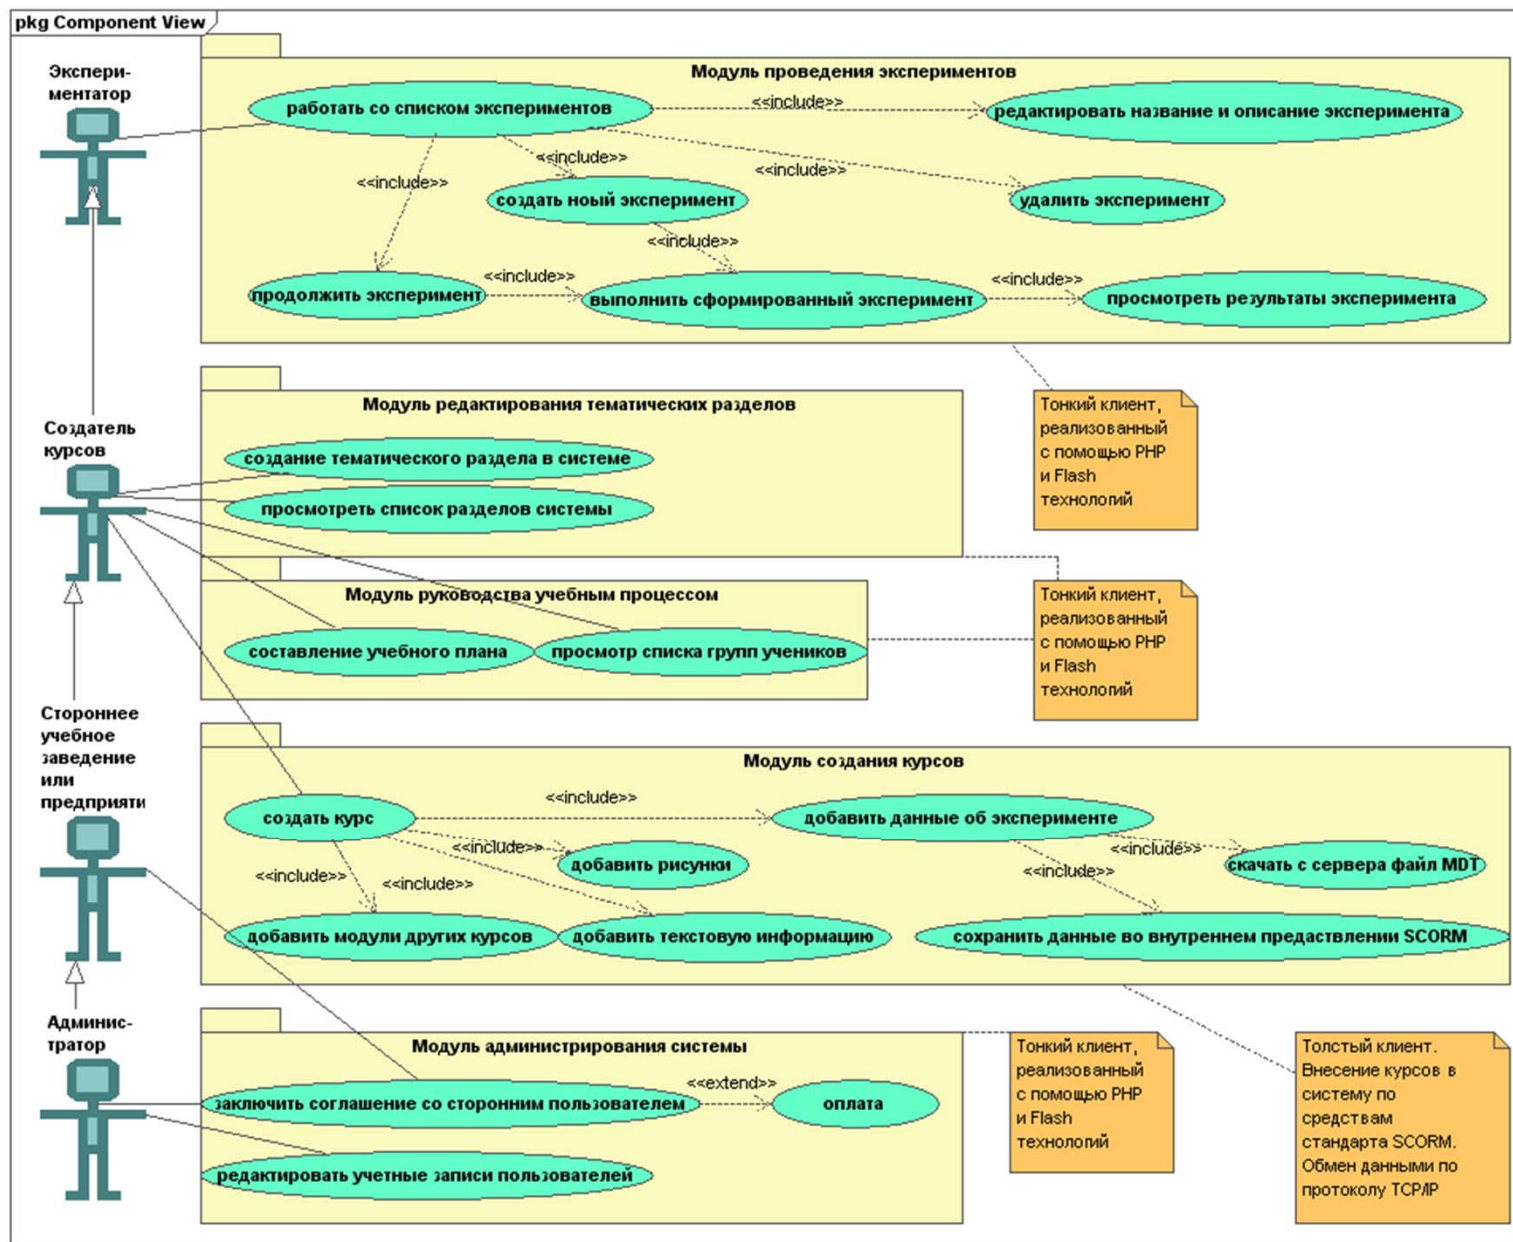 pkg Component View
Экспери-
ментатор
Модуль проведения экспериментов
работать со списком экспериментов
<<include>>
редактировать название и описание эксперимента
<<include>>
<<include>>
<<include>>
создать ноый эксперимент
удалить эксперимент
<<include>>
продолжить эксперимент
<<include>>
выполнить сформированный эксперимент
<<include>>
просмотреть результаты эксперимента
Создатель
курсов
Модуль редактирования тематических разделов
создание тематического раздела в системе
просмотреть список разделов системы
Тонкий клиент,
реализованный
с помощью PHP
и Flash
технологий
Модуль руководства учебным процессом
составление учебного плана
просмотр списка групп учеников
Тонкий клиент,
реализованный
с помощью PHP
и Flash
технологий
Стороннее
учебное
заведение
или
предприяти
Модуль создания курсов
создать курс
<<include>>
добавить данные об эксперименте
<<include>>
добавить рисунки
<<include>>
скачать с сервера файл MDT
<<include>>
<<include>>
<<include>>
добавить модули других курсов
добавить текстовую информацию
сохранить данные во внутреннем предаствлении SCORM
Админис-
тратор
Модуль администрирования системы
заключить соглашение со сторонним пользователем
<<extend>>
оплата
редактировать учетные записи пользователей
Тонкий клиент,
реализованный
с помощью PHP
и Flash
технологий
Толстый клиент.
Внесение курсов в
систему по
средствам
стандарта SCORM.
Обмен данными по
протоколу TCP/IP